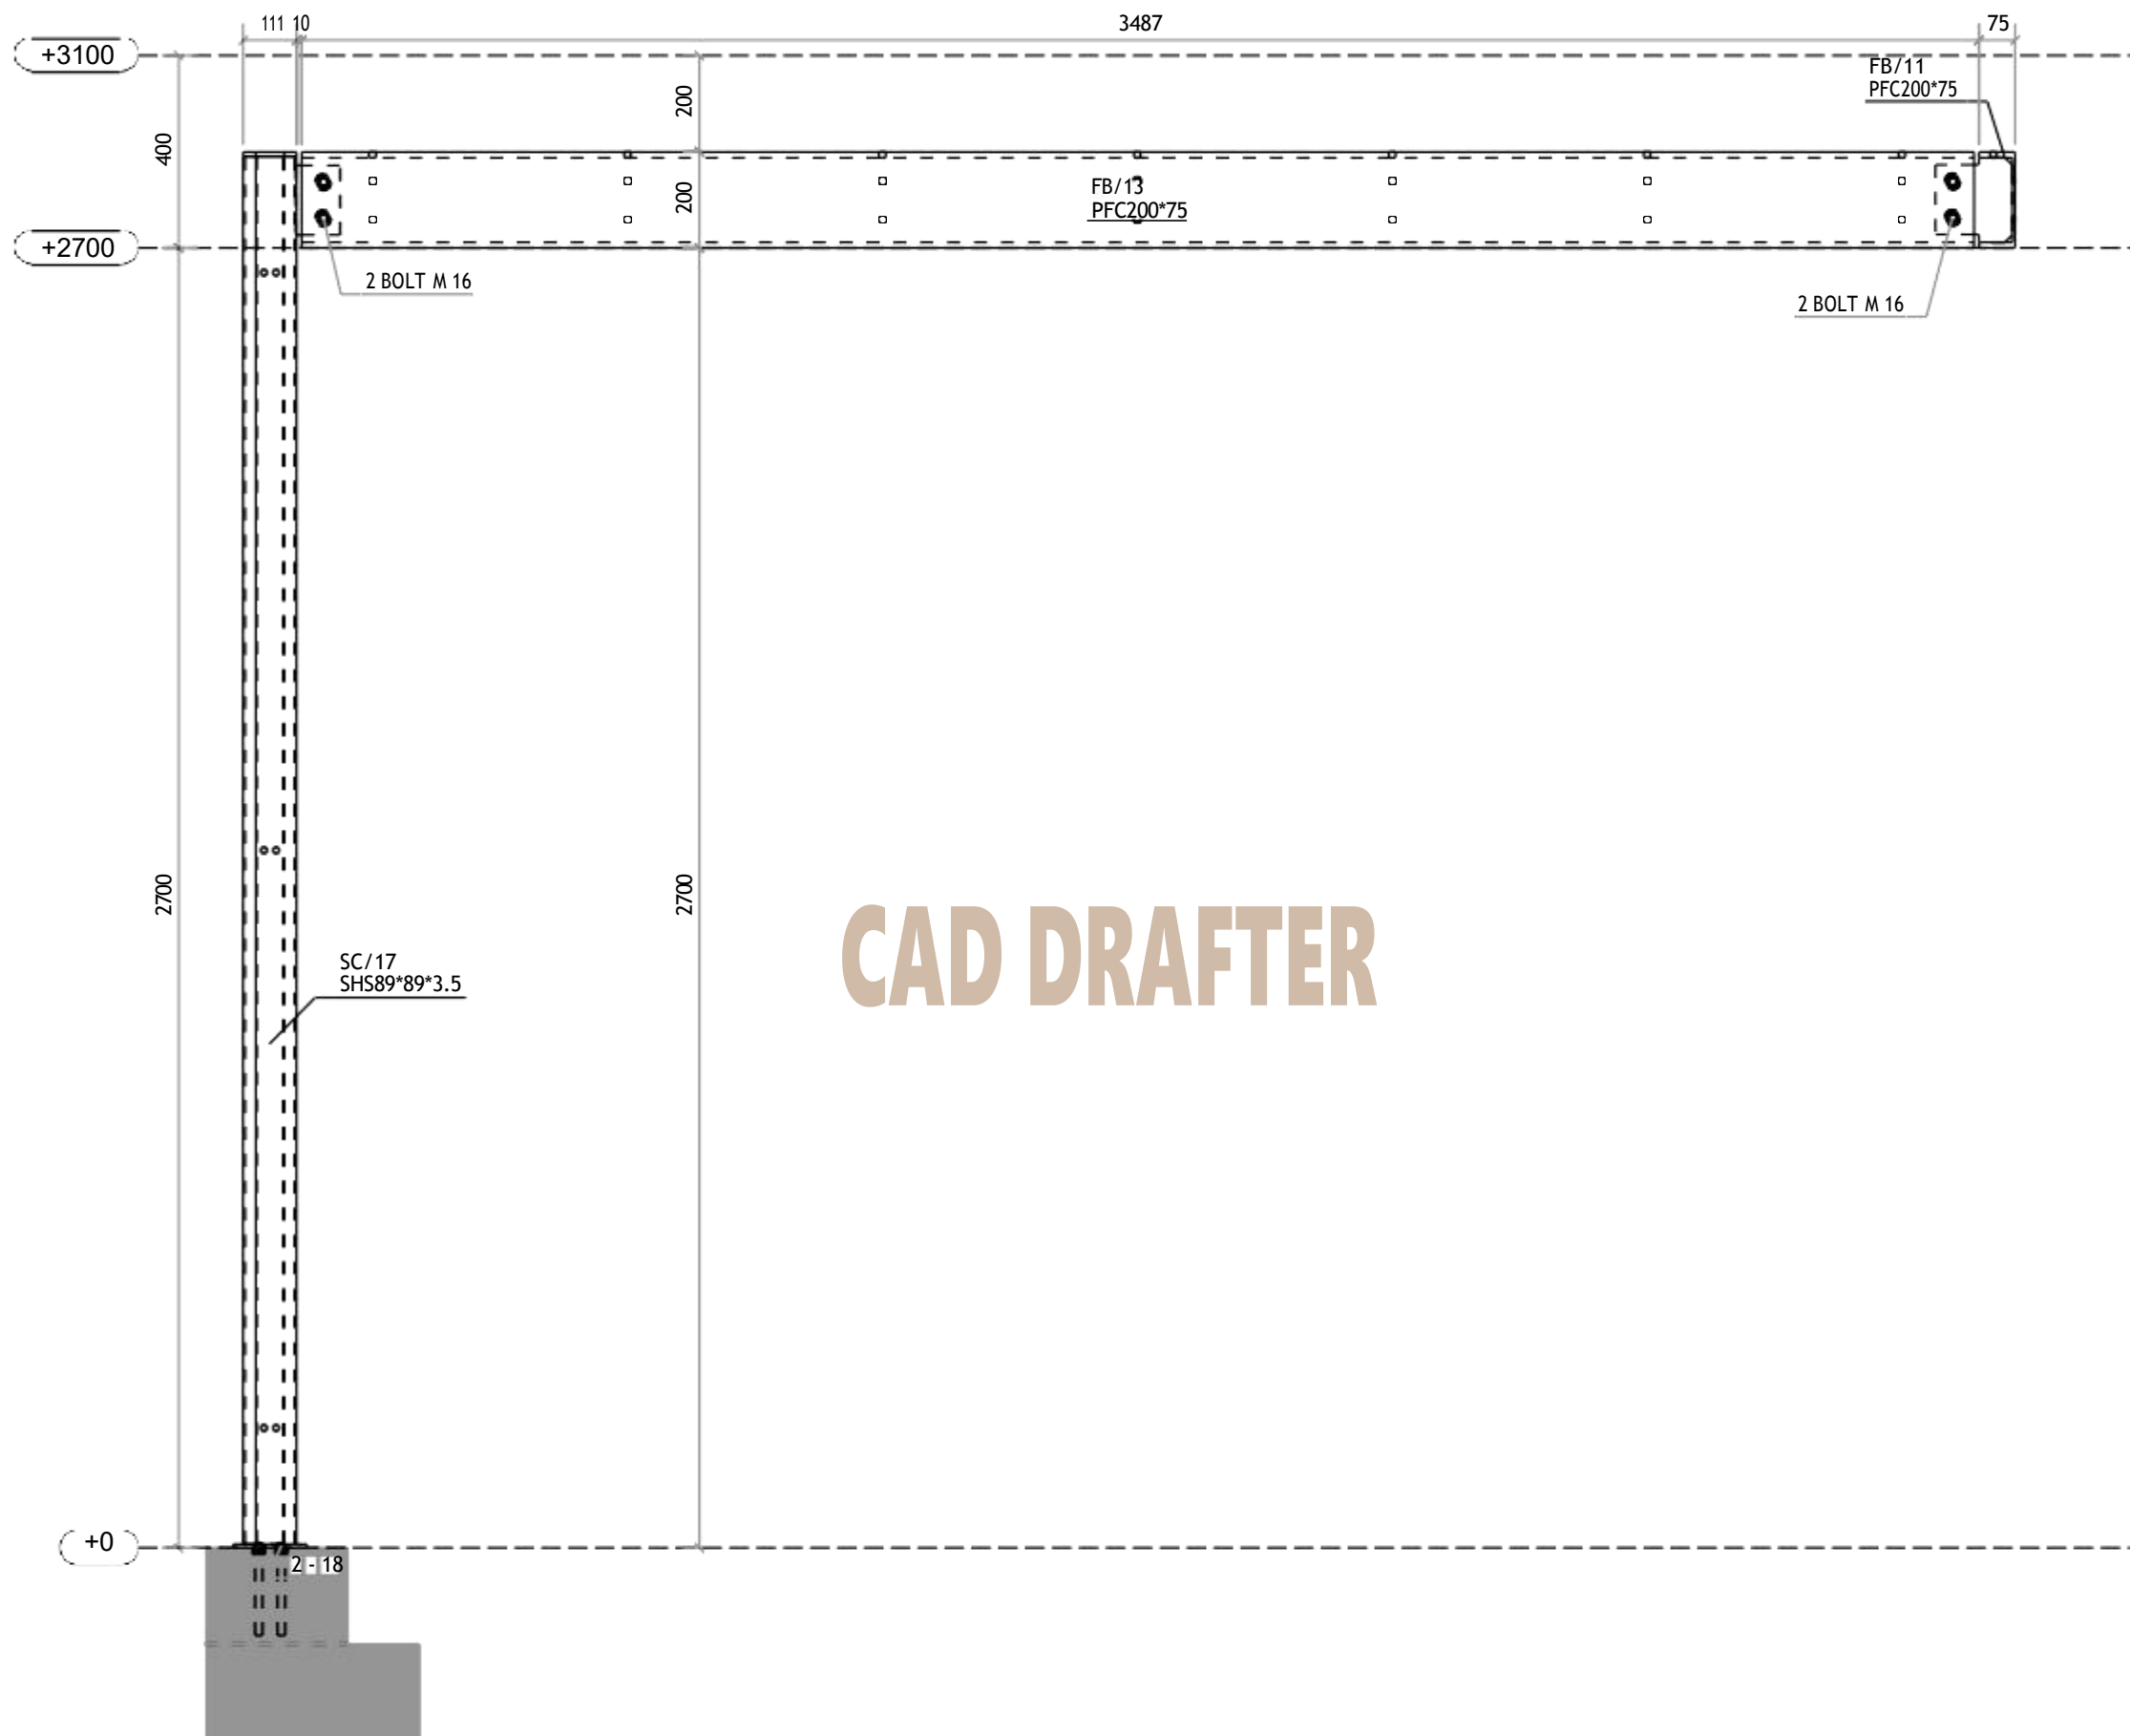 111 10
3487
75
+3100
FB/11
PFC200*75
200
400
200
FB/13
PFC200*75
+2700
2 BOLT M 16
2 BOLT M 16
2700
2700
CAD DRAFTER
SC/17
SHS89*89*3.5
+0
2 - 18